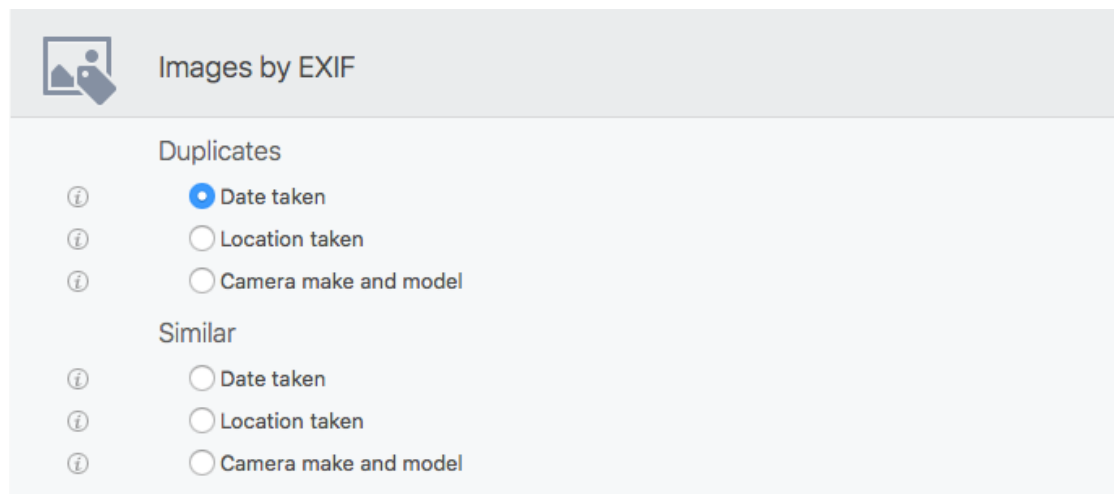 Images by EXIF
Duplicates
Date taken
Location taken
Camera make and model
Similar
Date taken
Location taken
Camera make and model